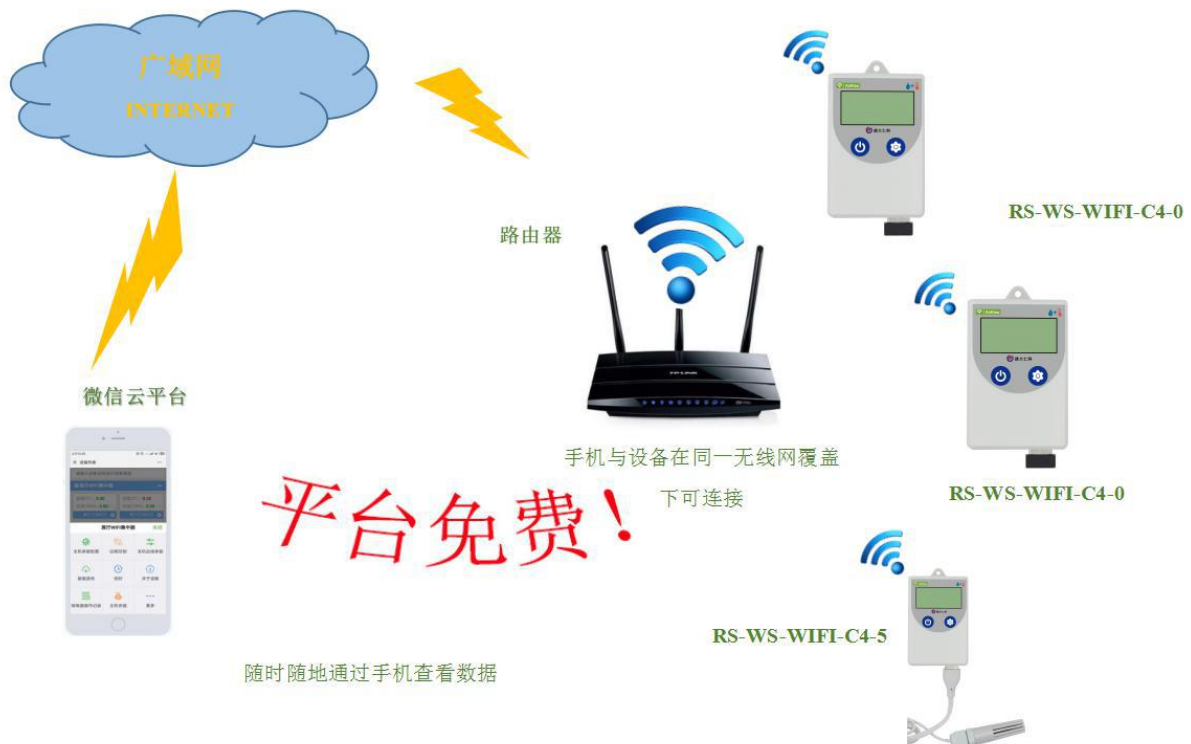 广域网
INTERNET
路由器
RS-WS-WIFI-C4-0
微信云平台
TP-LINK
手机与设备在同一无线网覆盖
下可连接
平台免费！
RS-WS-WIFI-C4-0
RS-WS-WIFI-C4-5
随时随地通过手机查看数据